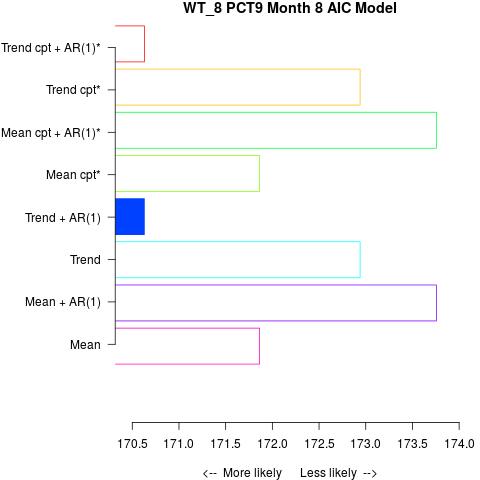 WT_8 PCT9 Month 8 AIC Model
Trend cpt + AR(1)*
Trend cpt*
Mean cpt + AR(1)*
Mean cpt*
Trend + AR(1)
Trend
Mean + AR(1)
Mean
170.5 171.0 171.5 172.0 172.5 173.0 173.5 174.0
<-- More likely Less likely -->